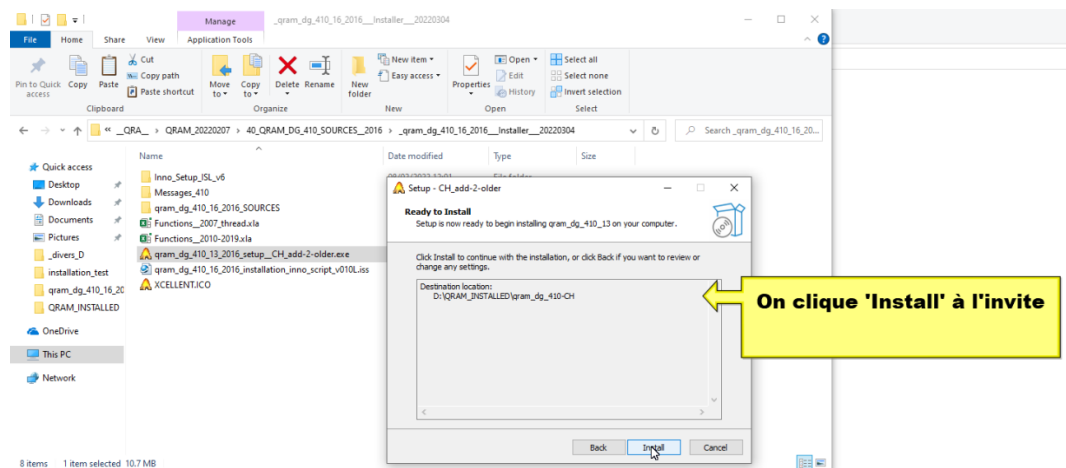 Manage
_qram_dg_410_16_2016__Installer__20220304
File Home Share View Application Tools
Pin to Quick access
Copy
Paste
Cut
Copy path
Paste shortcut
Clipboard
Move to
Copy to
Delete
Rename
Organize
New folder
New item
Easy access
New
Properties
Open
Edit
History
Open
Select all
Select none
Invert selection
Select
« _QRA_ > QRAM_20220207 > 40_QRAM_DG_410_SOURCES_2016 > _qram_dg_410_16_2016__Installer__20220304
Search _qram_dg_410_16_20...
Name Date modified Type Size
Quick access
Desktop
Downloads
Documents
Pictures
_divers_D
installation_test
qram_dg_410_16_20
QRAM_INSTALLED
OneDrive
This PC
Network
Inno_Setup_ISL_v6
Messages_410
qram_dg_410_16_2016_SOURCES
Functions_2007_thread.xla
Functions_2010-2019.xla
qram_dg_410_13_2016_setup__CH_add-2-older.exe
qram_dg_410_16_2016_installation_inno_script_v010L.iss
XCELLENT.ICO
Setup - CH_add-2-older
Ready to Install
Setup is now ready to begin installing qram_dg_410_13 on your computer.
Click Install to continue with the installation, or click Back if you want to review or
change any settings.
Destination location:
D:\QRAM_INSTALLED\qram_dg_410-CH
Back Install Cancel
On clique 'Install' à l'invite
8 items 1 item selected 10.7 MB